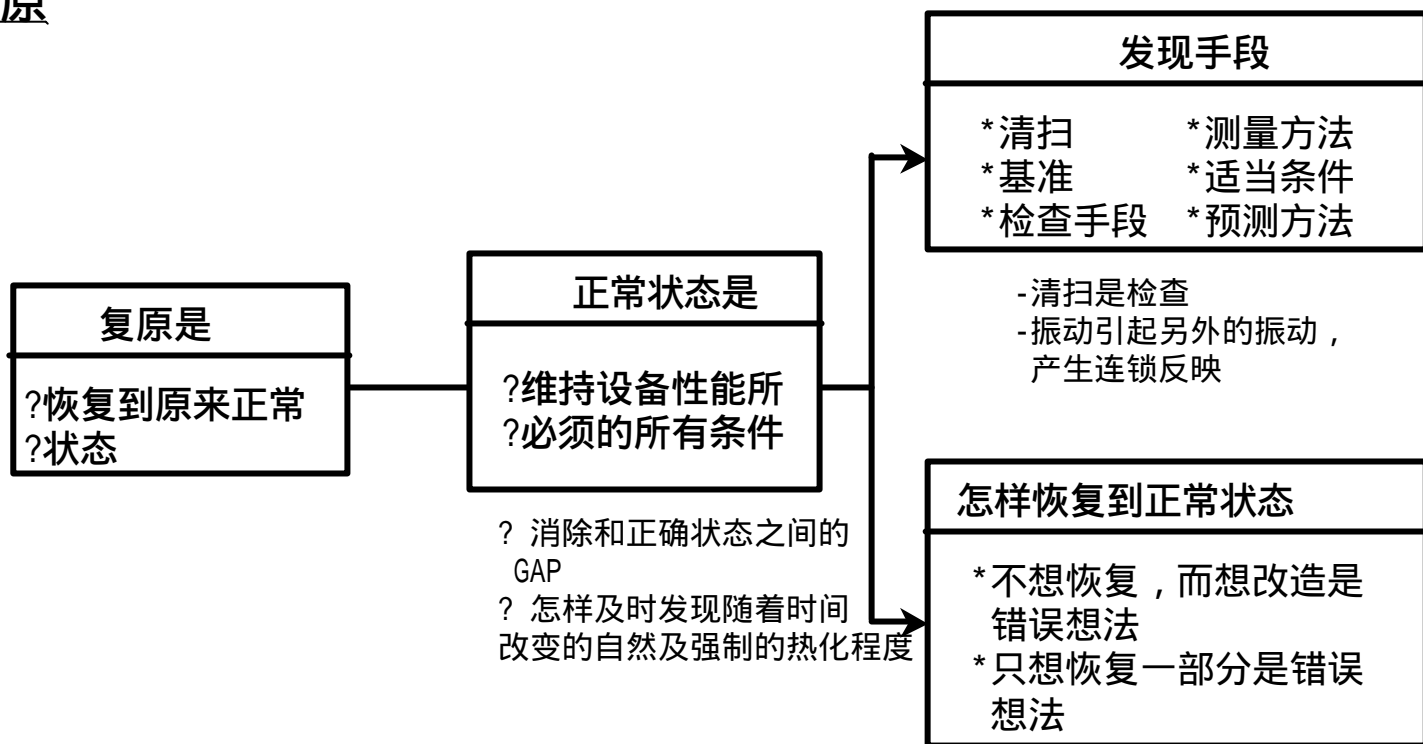 原
复原是
?恢复到原来正常
?状态
正常状态是
?维持设备性能所
?必须的所有条件
? 消除和正确状态之间的
GAP
? 怎样及时发现随着时间
改变的自然及强制的热化程度
发现手段
*清扫 *测量方法
*基准 *适当条件
*检查手段 *预测方法
-清扫是检查
-振动引起另外的振动，
产生连锁反映
怎样恢复到正常状态
*不想恢复，而想改造是
错误想法
*只想恢复一部分是错误
想法